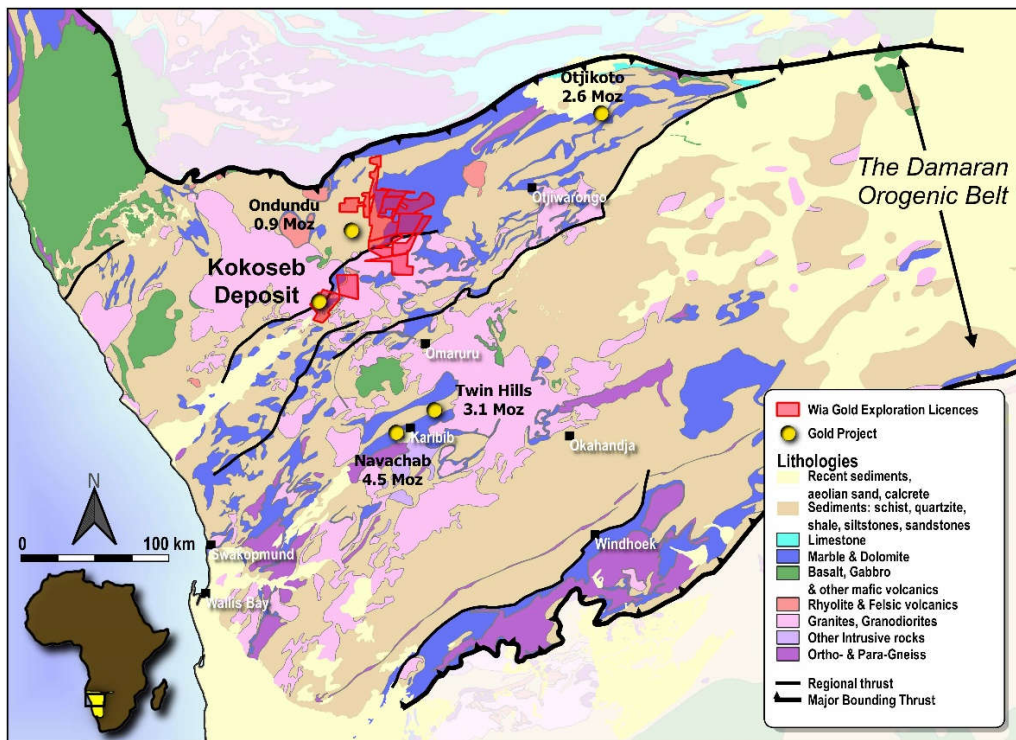 Otjikoto
2.6 Moz
The Damaran
Orogenic Belt
Otjiwarongo
Ondundu
0.9 Moz
Kokoseb
Deposit
Omaruru
Twin Hills
3.1 Moz
Karibib
Okahandja
Navachab
4.5 Moz
Windhoek
Swakopmund
Wallis Bay
N
0 100 km
Wia Gold Exploration Licences
Gold Project
Lithologies
Recent sediments,
aeolian sand, calcrete
Sediments: schist, quartzite,
shale, siltstones, sandstones
Limestone
Marble & Dolomite
Basalt, Gabbro
& other mafic volcanics
Rhyolite & Felsic volcanics
Granites, Granodiorites
Other Intrusive rocks
Ortho- & Para-Gneiss
Regional thrust
Major Bounding Thrust